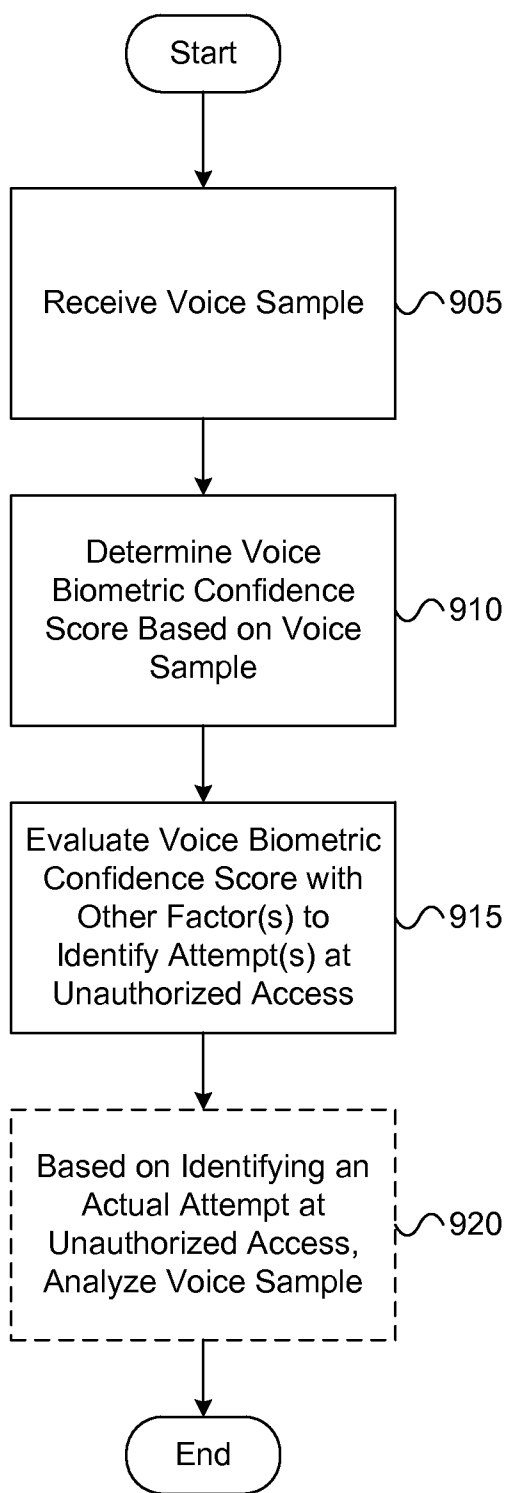 Start
Receive Voice Sample
905
Determine Voice
Biometric Confidence
Score Based on Voice
Sample
910
Evaluate Voice Biometric
Confidence Score with
Other Factor(s) to
Identify Attempt(s) at
Unauthorized Access
915
Based on Identifying an
Actual Attempt at
Unauthorized Access,
Analyze Voice Sample
920
End